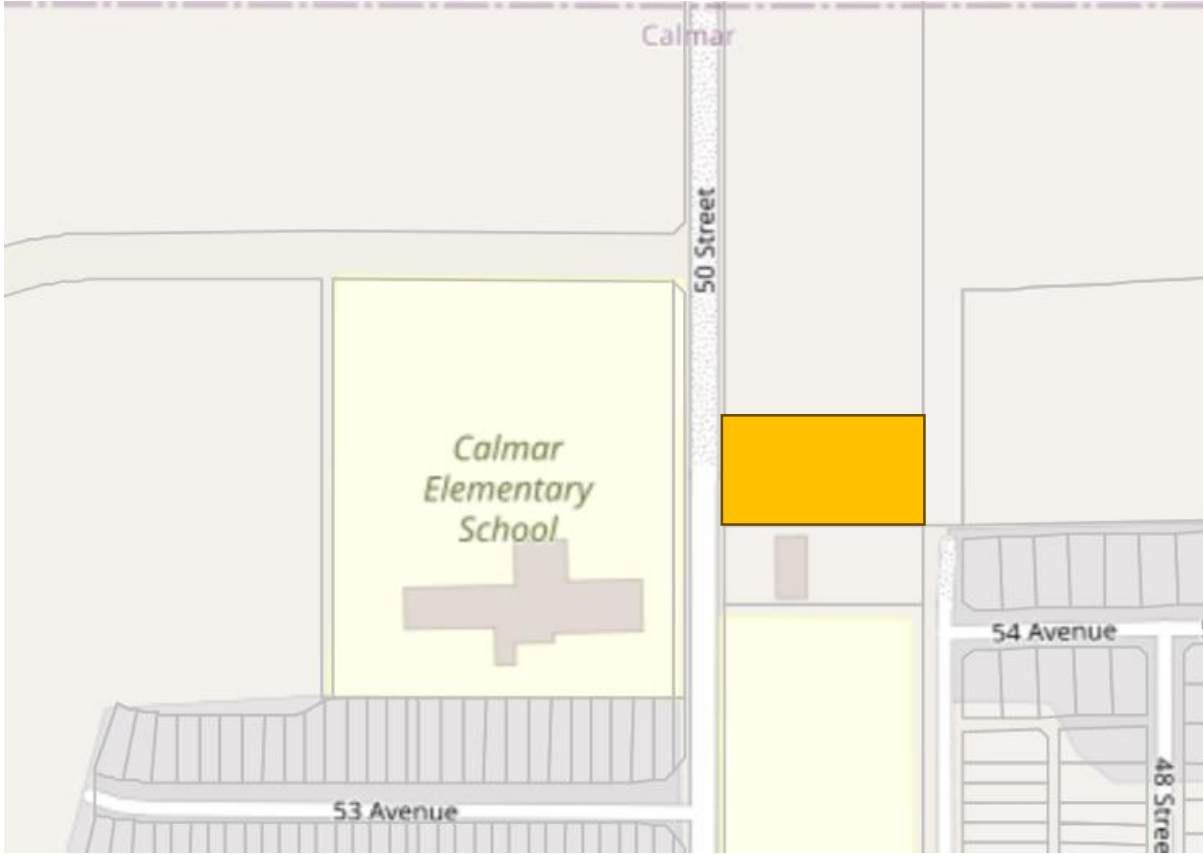 Calmar
50 Street
Calmar
Elementary
School
54 Avenue
53 Avenue
48 Stree